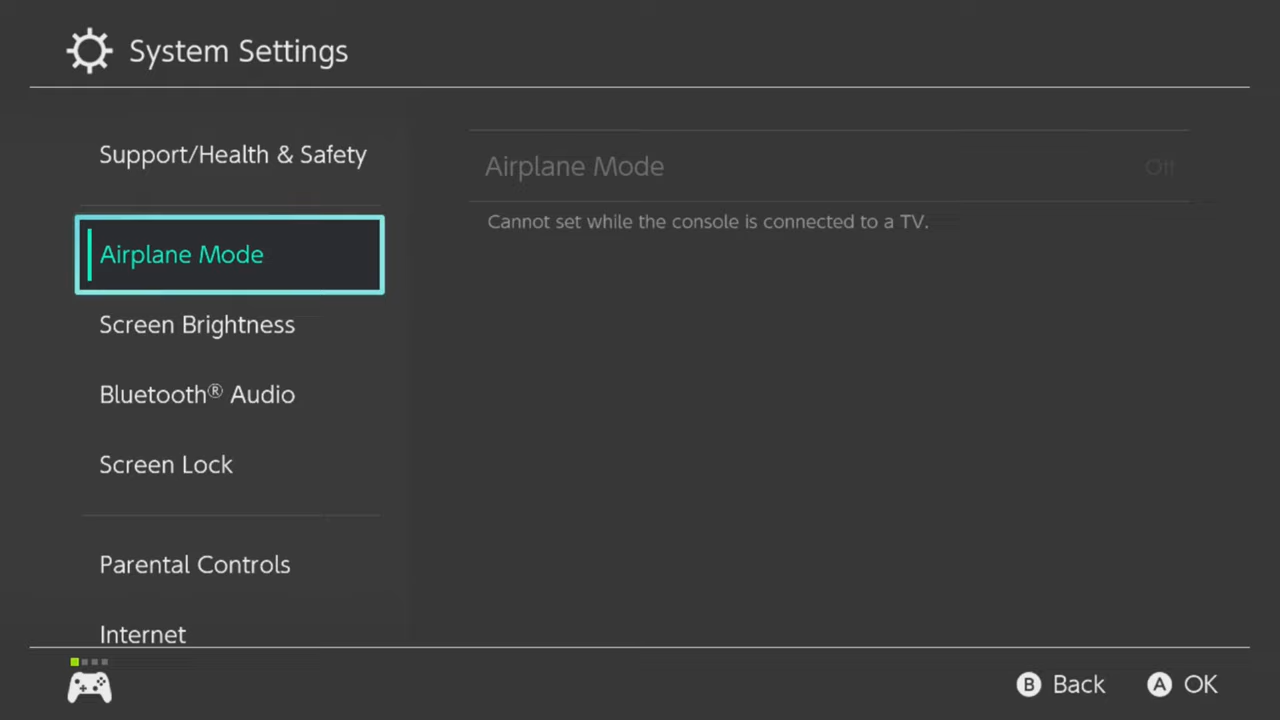 System Settings
Support/Health & Safety
Airplane Mode
Screen Brightness
Bluetooth® Audio
Screen Lock
Parental Controls
Internet
Airplane Mode Off
Cannot set while the console is connected to a TV.
B Back A OK